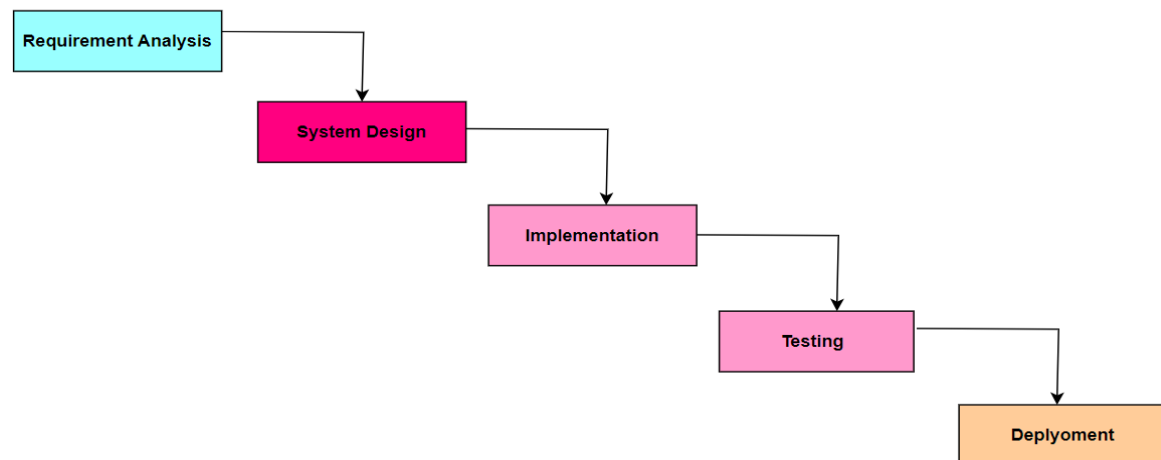 Requirement Analysis
System Design
Implementation
Testing
Deplyoment